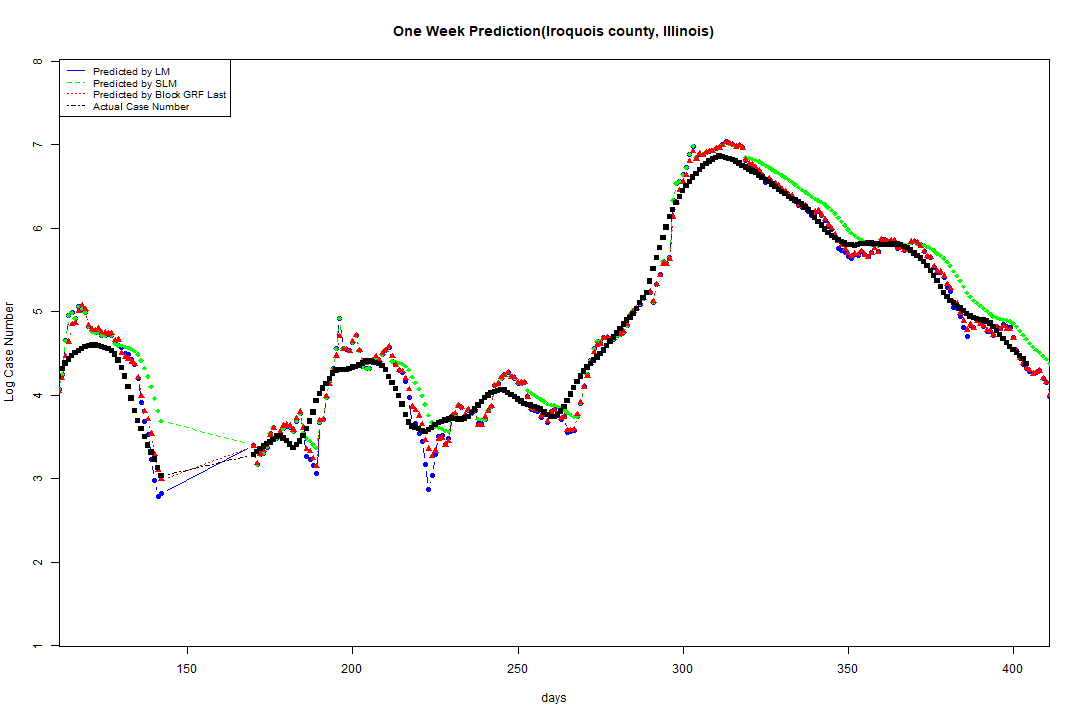 One Week Prediction(Iroquois county, Illinois)
Predicted by LM
Predicted by SLM
Predicted by Block GRF Last
Actual Case Number
8
7
6
5
4
3
2
1
Log Case Number
150 200 250 300 350 400
days